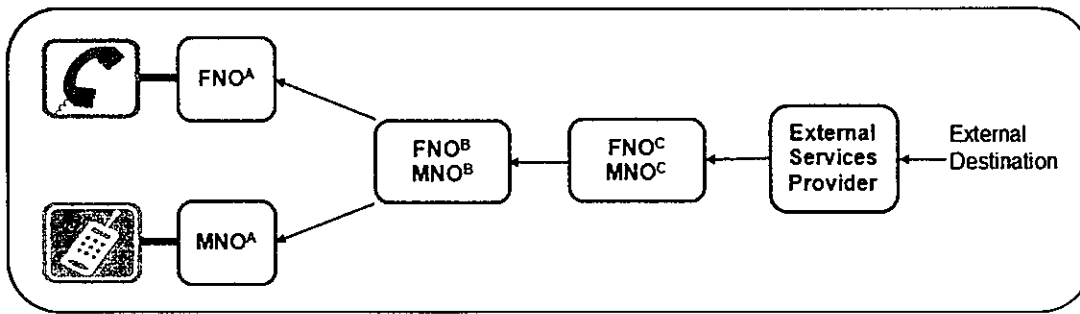 FNOᴬ
MNOᴬ
FNOᴮ
MNOᴮ
FNOᶜ
MNOᶜ
External
Services
Provider
External
Destination